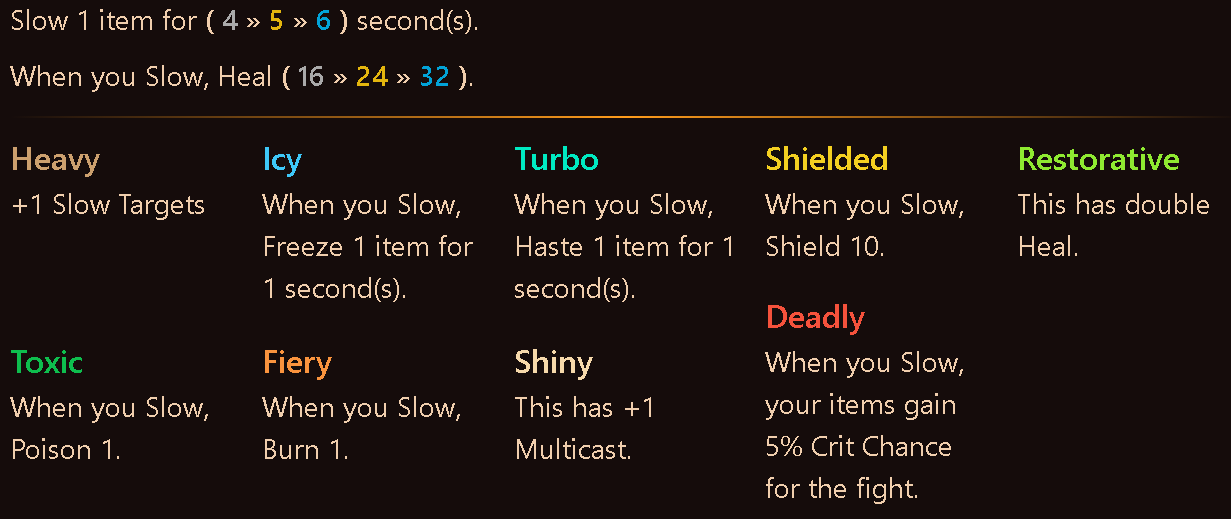 Slow 1 item for ( 4 » 5 » 6 ) second(s).
When you Slow, Heal ( 16 » 24 » 32 ).
Heavy
+1 Slow Targets
Icy
When you Slow,
Freeze 1 item for
1 second(s).
Turbo
When you Slow,
Haste 1 item for 1
second(s).
Shielded
When you Slow,
Shield 10.
Restorative
This has double
Heal.
Toxic
When you Slow,
Poison 1.
Fiery
When you Slow,
Burn 1.
Shiny
This has +1
Multicast.
Deadly
When you Slow,
your items gain
5% Crit Chance
for the fight.